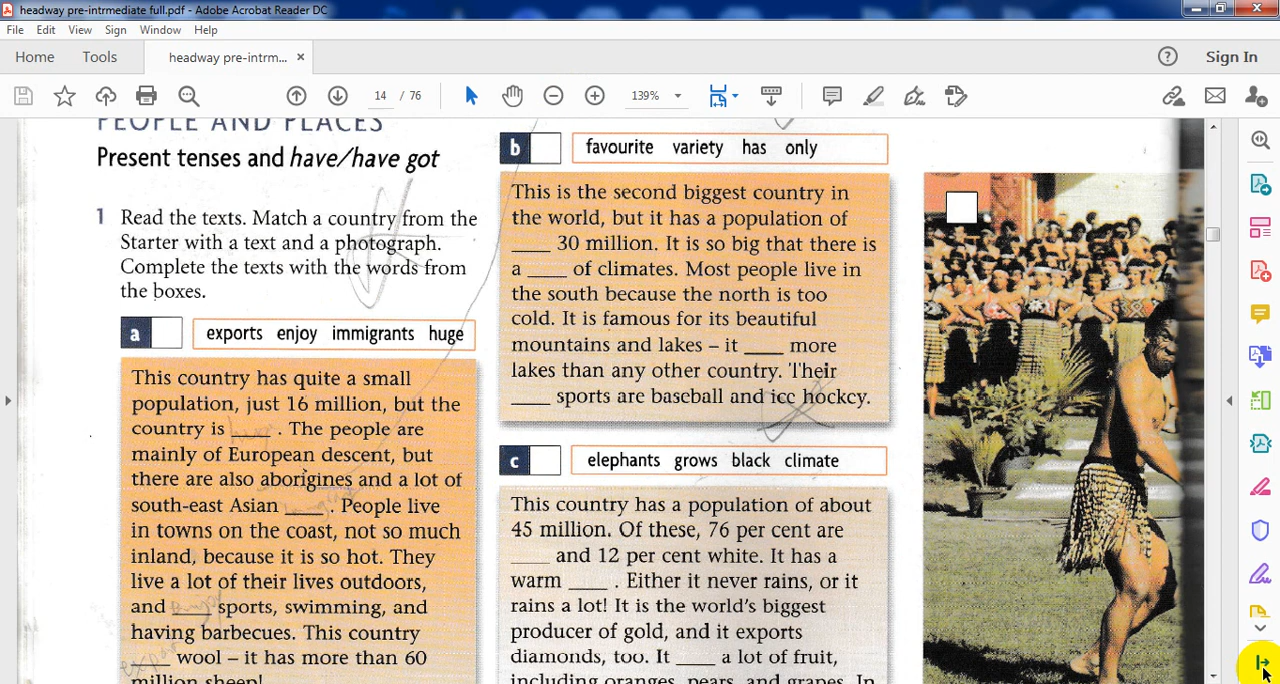 headway pre-intrmediate full.pdf - Adobe Acrobat Reader DC
File Edit View Sign Window Help
Home Tools headway pre-intrm... ×
Sign In
14 / 76
139%
PEOPLE AND PLACES
Present tenses and have/have got
1 Read the texts. Match a country from the
Starter with a text and a photograph.
Complete the texts with the words from
the boxes.
a exports enjoy immigrants huge
This country has quite a small
population, just 16 million, but the
country is ____ . The people are
mainly of European descent, but
there are also aborigines and a lot of
south-east Asian ____ . People live
in towns on the coast, not so much
inland, because it is so hot. They
live a lot of their lives outdoors,
and ____ sports, swimming, and
having barbecues. This country
____ wool – it has more than 60
million sheep!
b favourite variety has only
This is the second biggest country in
the world, but it has a population of
____ 30 million. It is so big that there is
a ____ of climates. Most people live in
the south because the north is too
cold. It is famous for its beautiful
mountains and lakes – it ____ more
lakes than any other country. Their
____ sports are baseball and ice hockey.
c elephants grows black climate
This country has a population of about
45 million. Of these, 76 per cent are
____ and 12 per cent white. It has a
warm ____ . Either it never rains, or it
rains a lot! It is the world's biggest
producer of gold, and it exports
diamonds, too. It ____ a lot of fruit,
including oranges, pears, and grapes. In